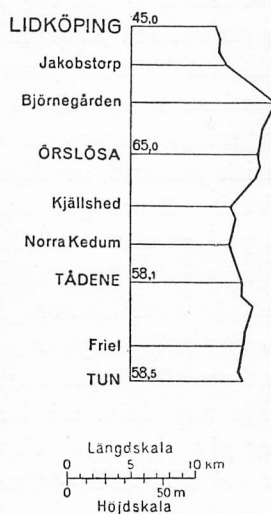 LIDKÖPING 45,0
Jakobstorp
Björnegården
ÖRSLÖSA 65,0
Kjällshed
Norra Kedum
TÅDENE 58,1
Friel
TUN 58,5
Längdskala
0 5 10 km
0 50 m
Höjdskala